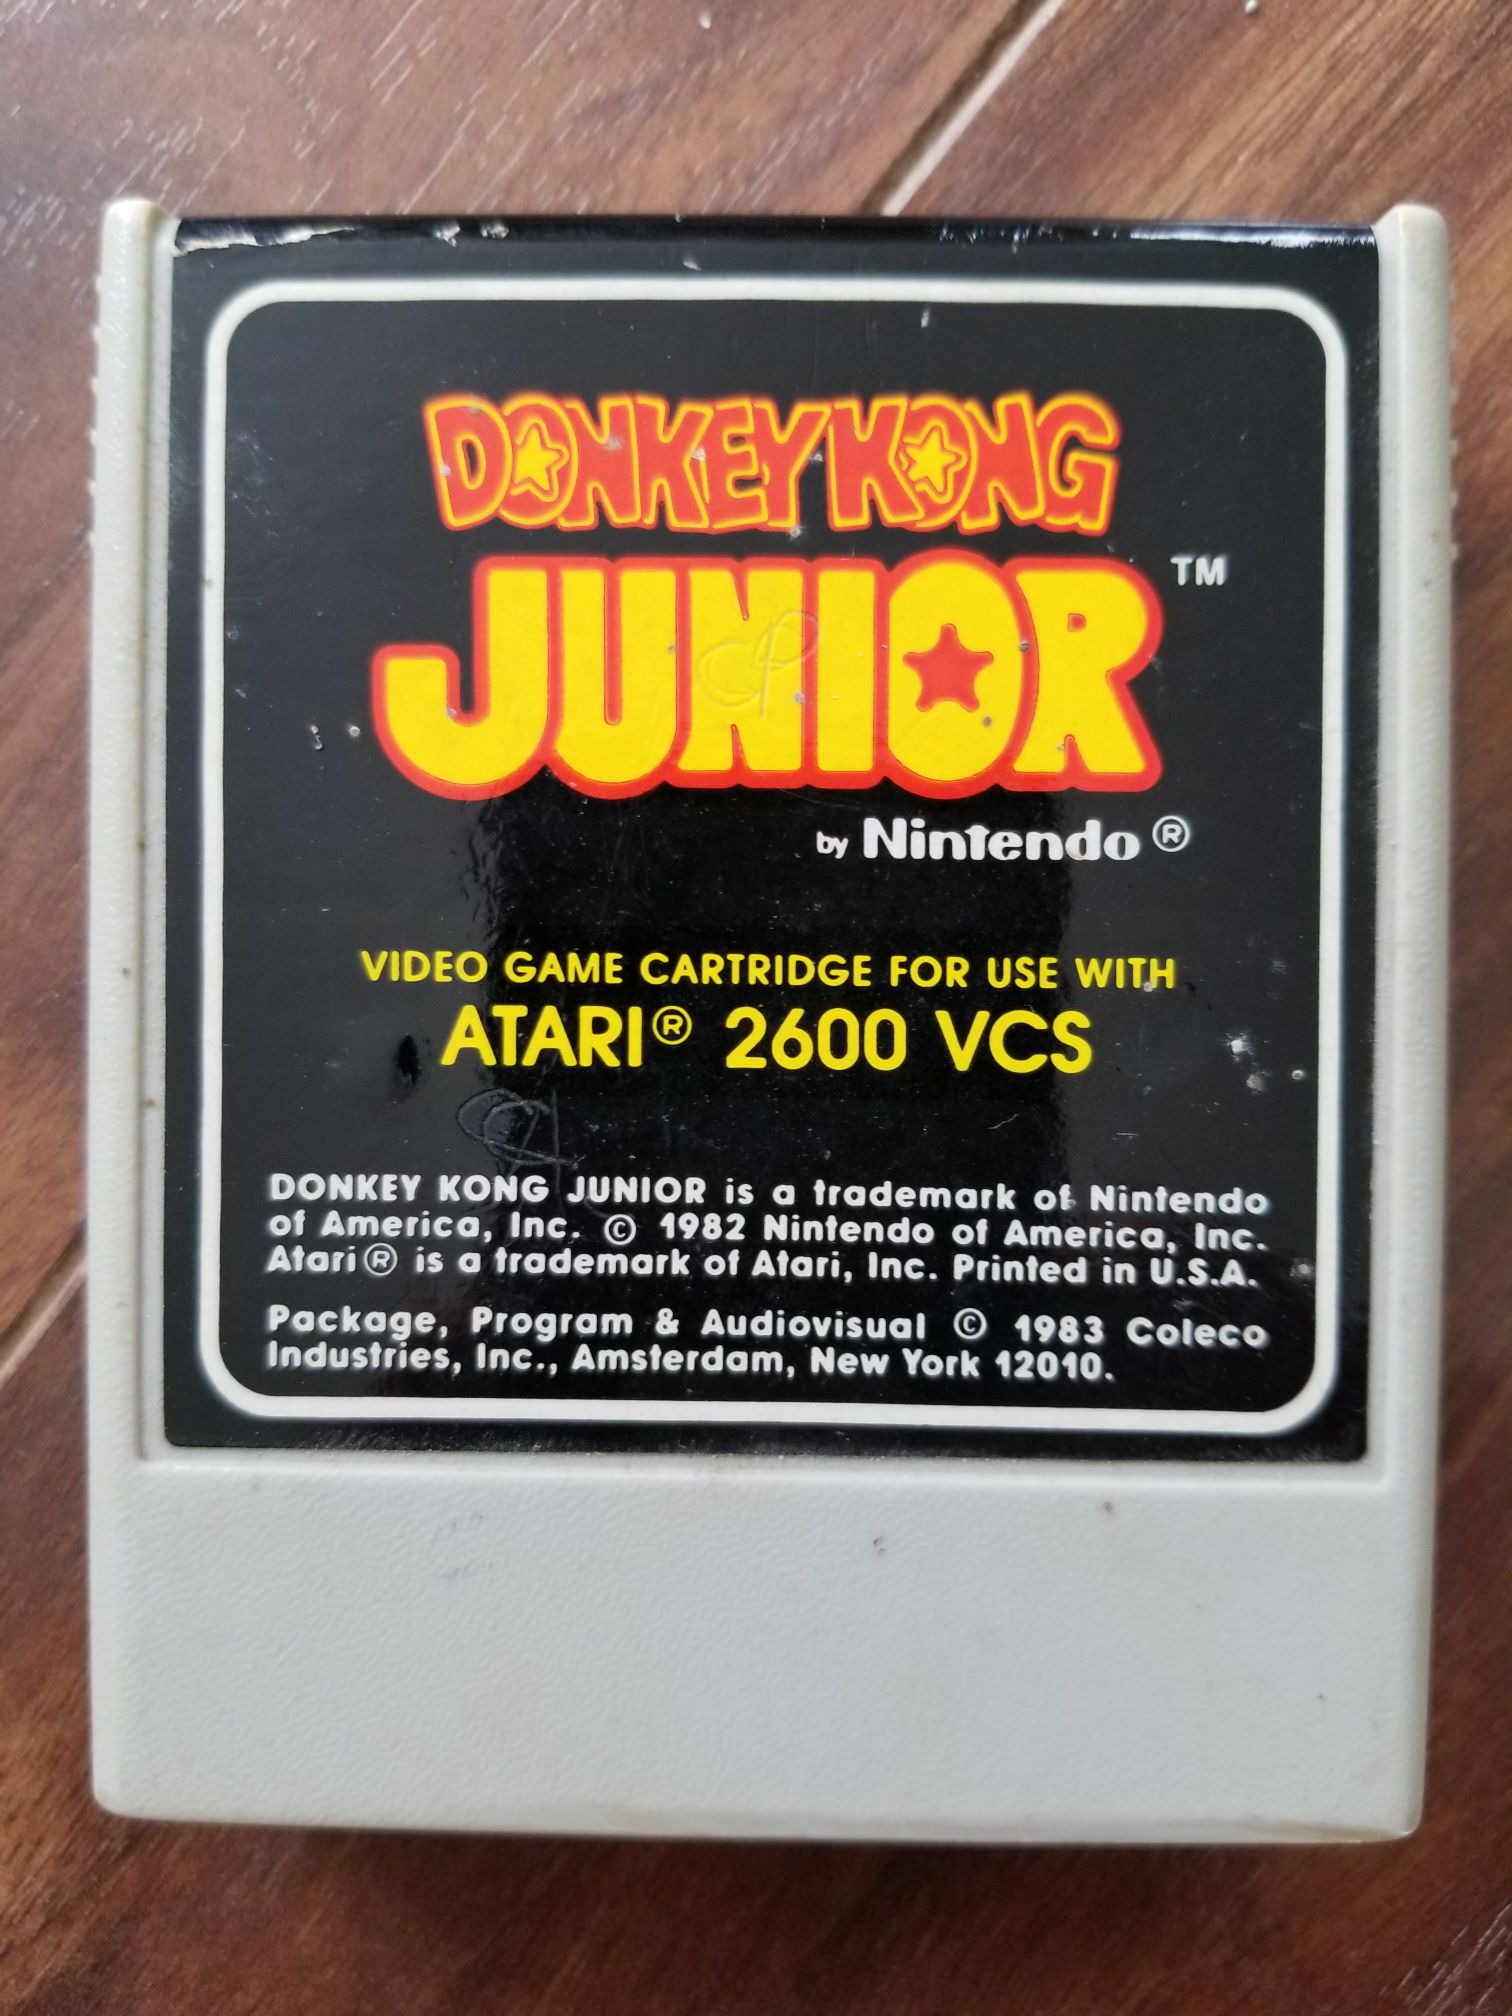 DONKEY KONG
JUNIOR TM
by Nintendo®
VIDEO GAME CARTRIDGE FOR USE WITH
ATARI® 2600 VCS
DONKEY KONG JUNIOR is a trademark of Nintendo
of America, Inc. © 1982 Nintendo of America, Inc.
Atari® is a trademark of Atari, Inc. Printed in U.S.A.
Package, Program & Audiovisual © 1983 Coleco
Industries, Inc., Amsterdam, New York 12010.